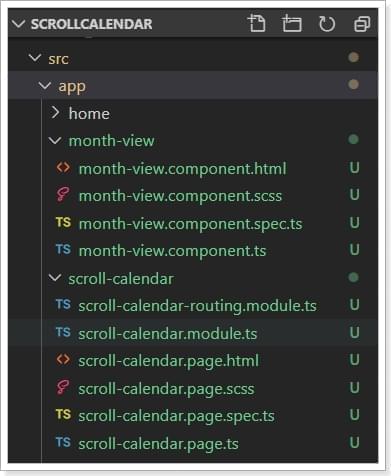 SCROLLCALENDAR
src
app
home
month-view
<> month-view.component.html U
month-view.component.scss U
TS month-view.component.spec.ts U
TS month-view.component.ts U
scroll-calendar
TS scroll-calendar-routing.module.ts U
TS scroll-calendar.module.ts U
<> scroll-calendar.page.html U
scroll-calendar.page.scss U
TS scroll-calendar.page.spec.ts U
TS scroll-calendar.page.ts U